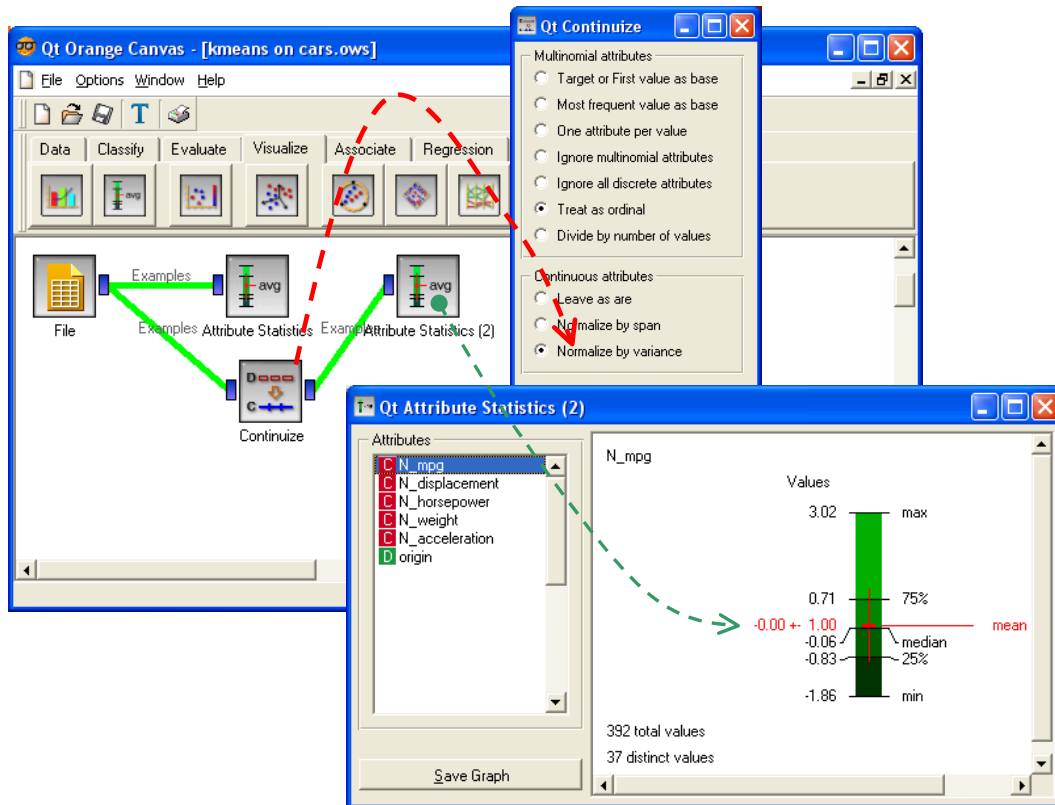 Qt Orange Canvas - [kmeans on cars.ows]
File Options Window Help
T
Data Classify Evaluate Visualize Associate Regression
avg
Examples
avg
avg
File
Examples
Attribute Statistics
Examples
Attribute Statistics (2)
D
C
Continuize
Qt Continuize
Multinomial attributes
Target or First value as base
Most frequent value as base
One attribute per value
Ignore multinomial attributes
Ignore all discrete attributes
Treat as ordinal
Divide by number of values
Continuous attributes
Leave as are
Normalize by span
Normalize by variance
Qt Attribute Statistics (2)
Attributes
C N_mpg
C N_displacement
C N_horsepower
C N_weight
C N_acceleration
D origin
Save Graph
N_mpg
Values
3.02 max
0.71 75%
-0.00 +- 1.00 mean
-0.06 median
-0.83 25%
-1.86 min
392 total values
37 distinct values